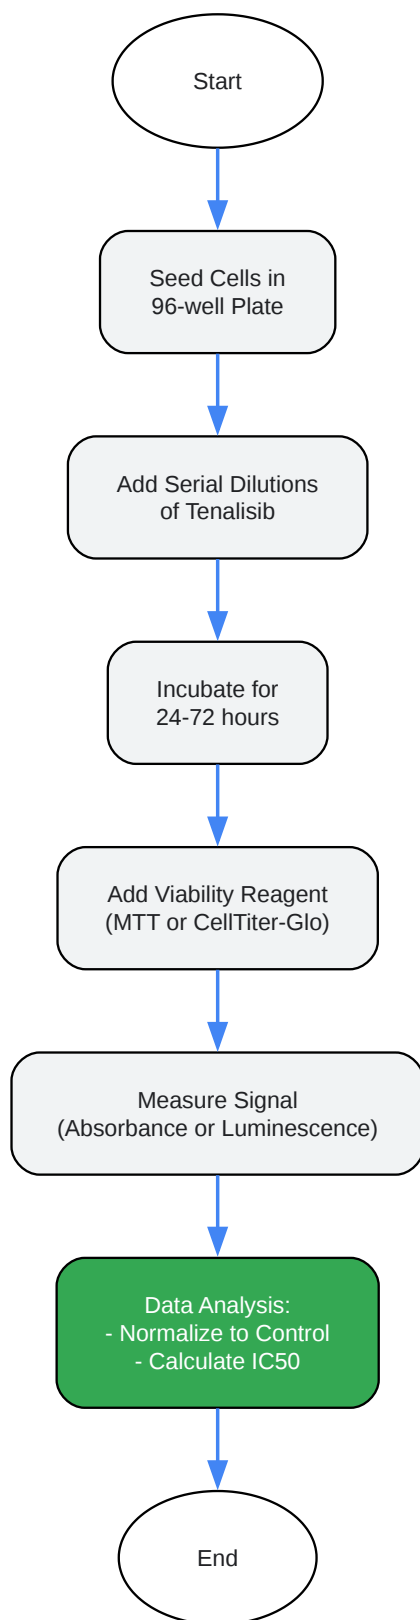 Start
Seed Cells in
96-well Plate
Add Serial Dilutions
of Tenalisib
Incubate for
24-72 hours
Add Viability Reagent
(MTT or CellTiter-Glo)
Measure Signal
(Absorbance or Luminescence)
Data Analysis:
- Normalize to Control
- Calculate IC50
End